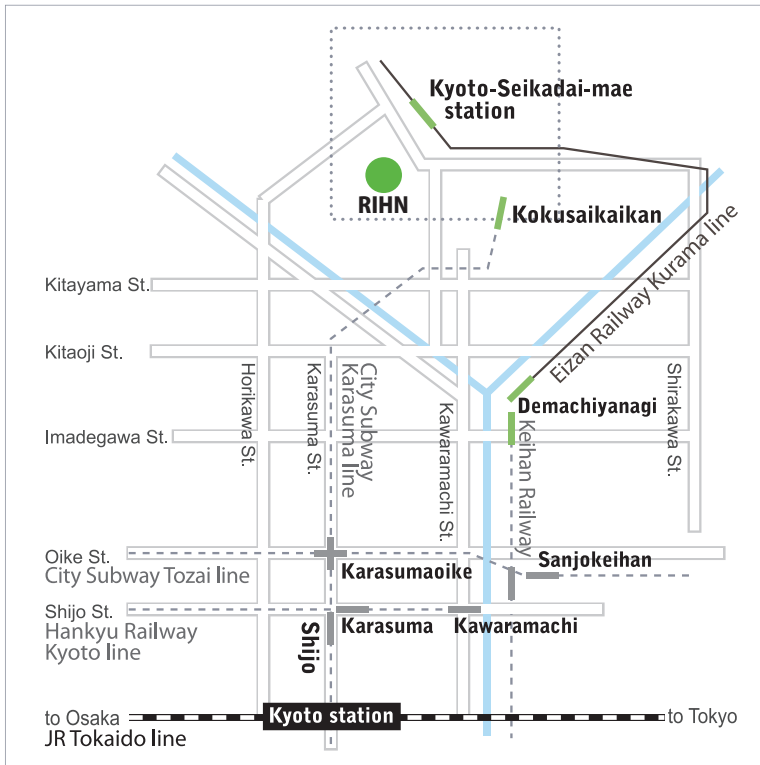 Kyoto-Seikadai-mae
station
RIHN
Kokusaikaikan
Eizan Railway Kurama line
Kitayama St.
Kitaoji St.
Horikawa St.
Karasuma St.
City Subway
Karasuma line
Kawaramachi St.
Shirakawa St.
Demachiyanagi
Imadegawa St.
Keihan Railway
Oike St.
City Subway Tozai line
Karasumaoike
Sanjokeihan
Shijo St.
Hankyu Railway
Kyoto line
Shijo
Karasuma
Kawaramachi
to Osaka
Kyoto station
to Tokyo
JR Tokaido line